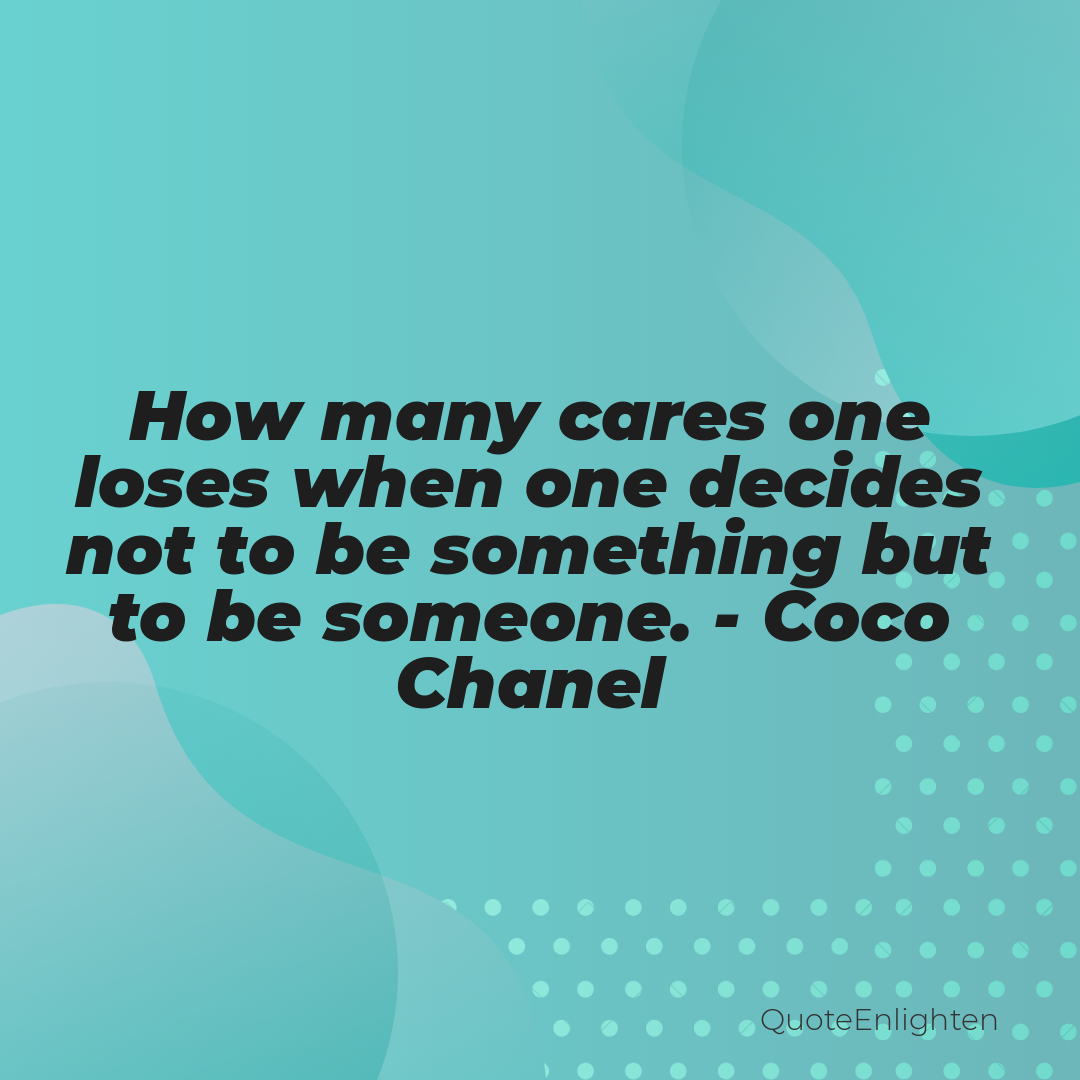 How many cares one
loses when one decides
not to be something but
to be someone. - Coco
Chanel
QuoteEnlighten